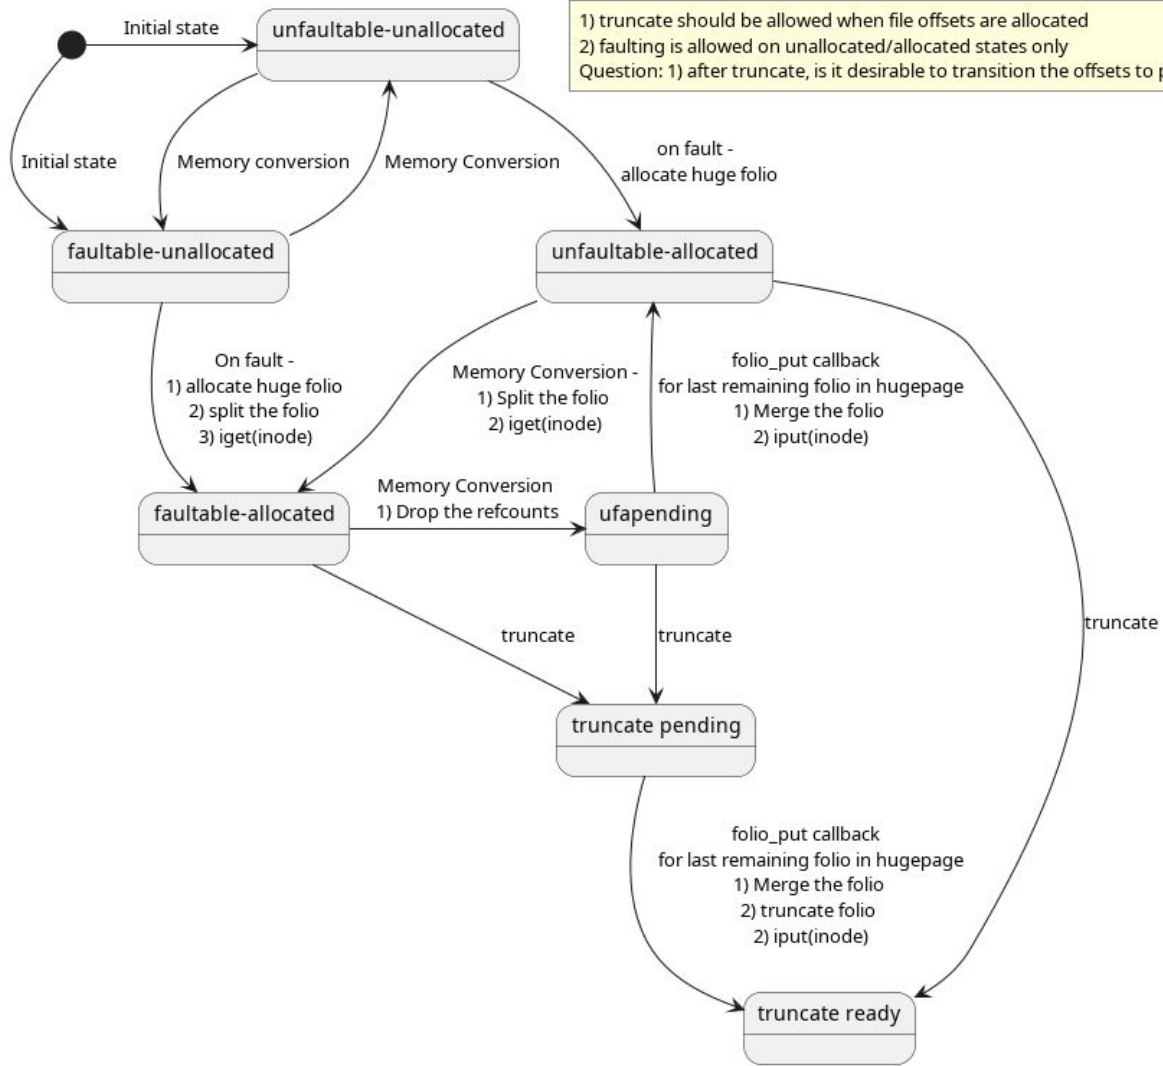 Initial state
unfaultable-unallocated
1) truncate should be allowed when file offsets are allocated
2) faulting is allowed on unallocated/allocated states only
Question: 1) after truncate, is it desirable to transition the offsets to
Initial state
Memory conversion
Memory Conversion
on fault -
allocate huge folio
faultable-unallocated
unfaultable-allocated
On fault -
1) allocate huge folio
2) split the folio
3) iget(inode)
Memory Conversion -
1) Split the folio
2) iget(inode)
folio_put callback
for last remaining folio in hugepage
1) Merge the folio
2) iput(inode)
faultable-allocated
Memory Conversion
1) Drop the refcounts
ufapending
truncate
truncate
truncate
truncate pending
folio_put callback
for last remaining folio in hugepage
1) Merge the folio
2) truncate folio
2) iput(inode)
truncate ready